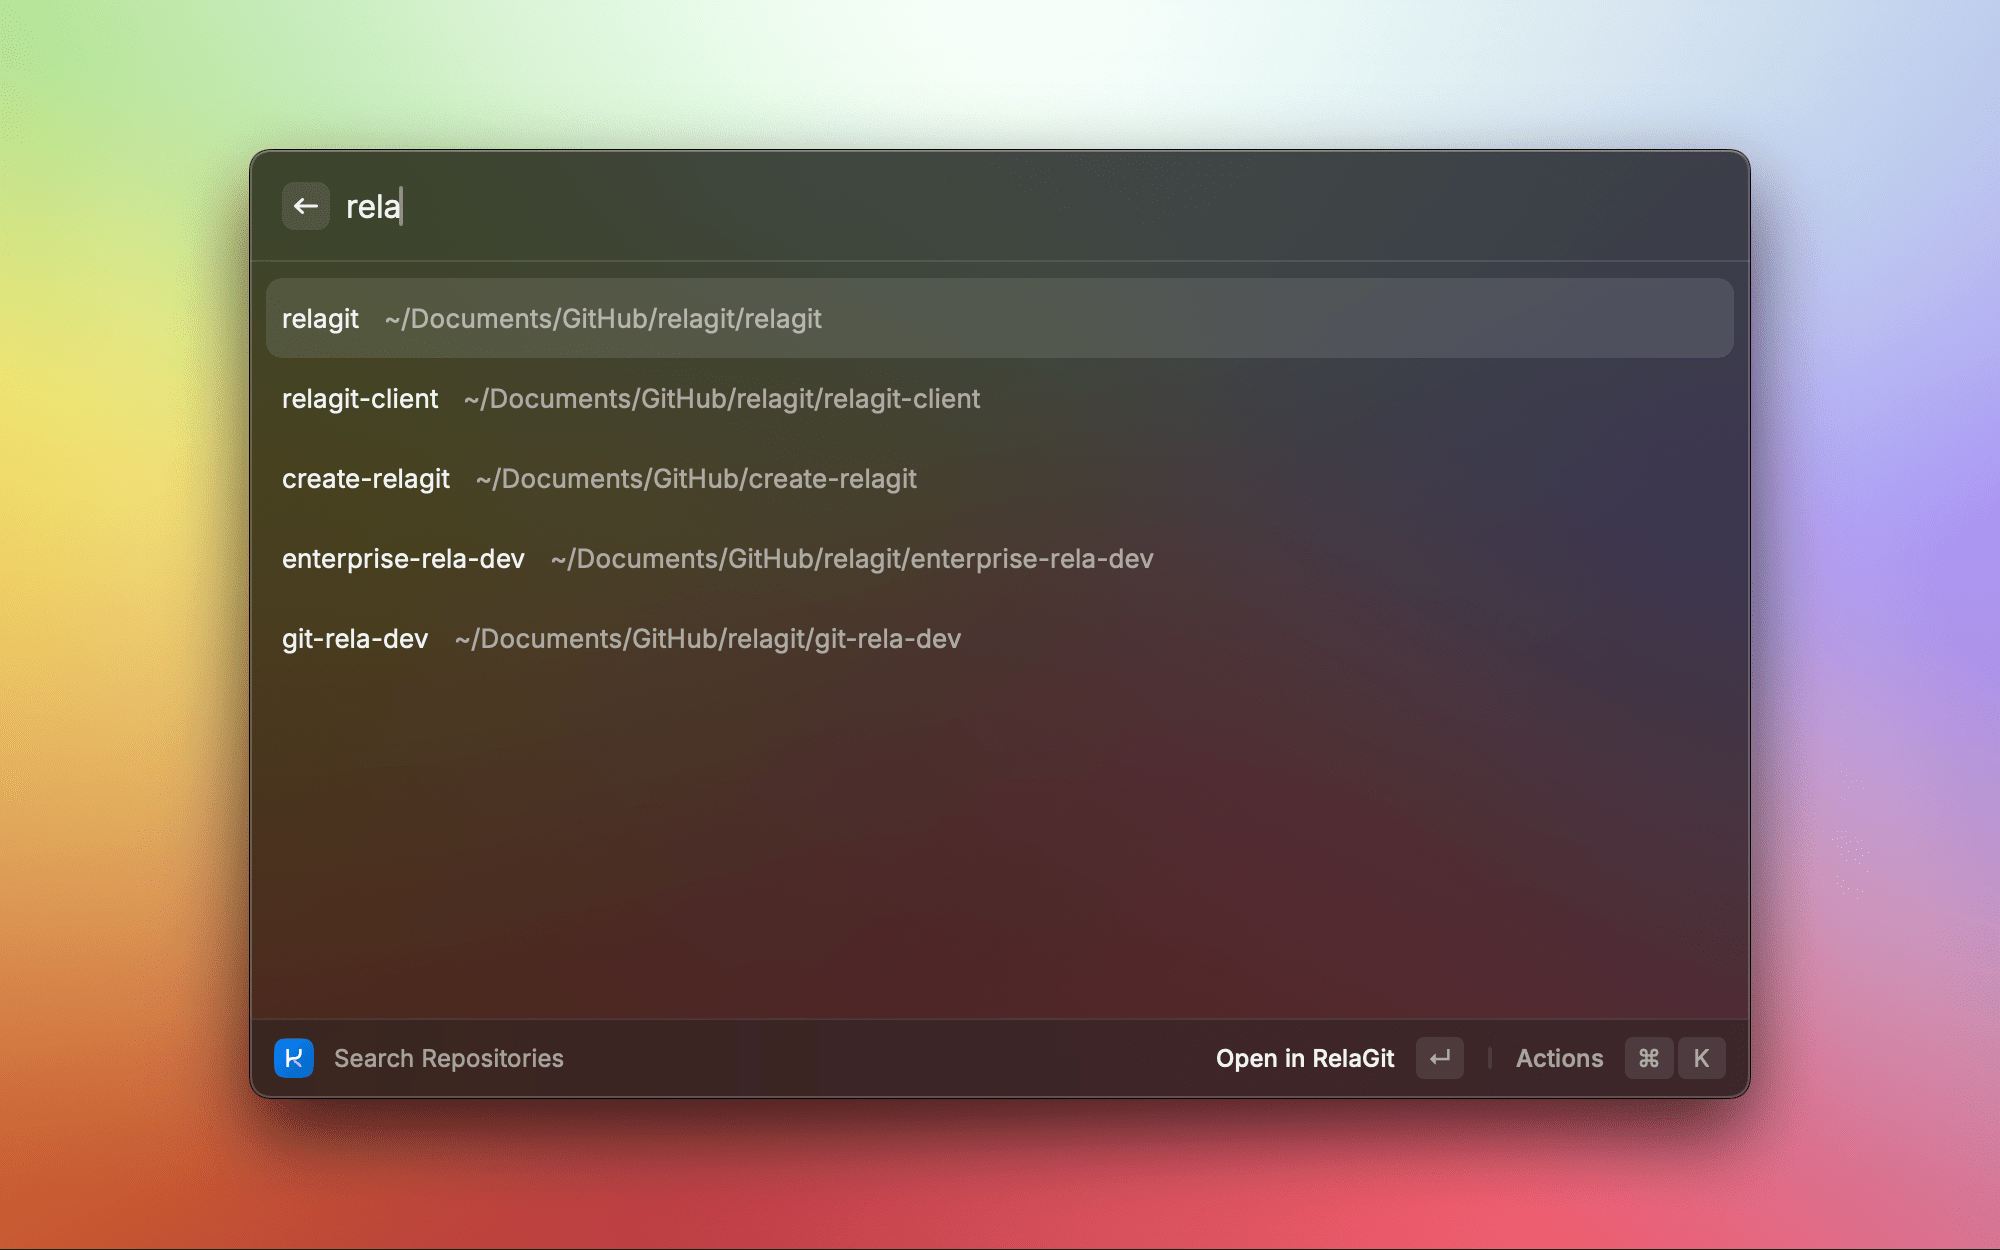 rela
relagit ~/Documents/GitHub/relagit/relagit
relagit-client ~/Documents/GitHub/relagit/relagit-client
create-relagit ~/Documents/GitHub/create-relagit
enterprise-rela-dev ~/Documents/GitHub/relagit/enterprise-rela-dev
git-rela-dev ~/Documents/GitHub/relagit/git-rela-dev
Search Repositories Open in RelaGit ↵ | Actions ⌘ K